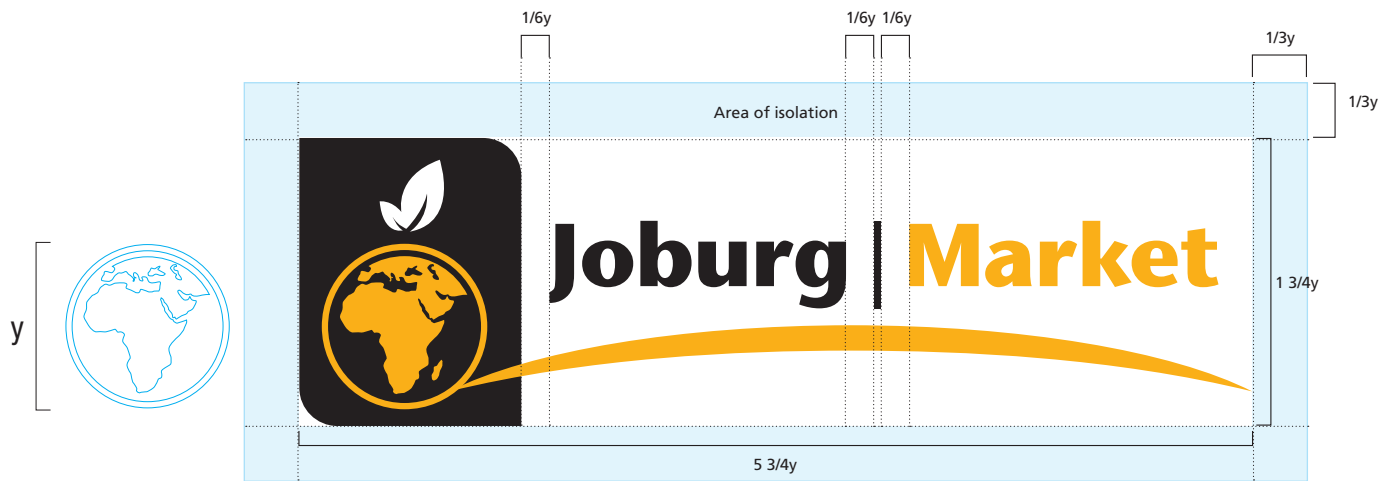 1/6y
1/6y
1/6y
1/3y
1/3y
Area of isolation
Joburg | Market
y
1 3/4y
5 3/4y